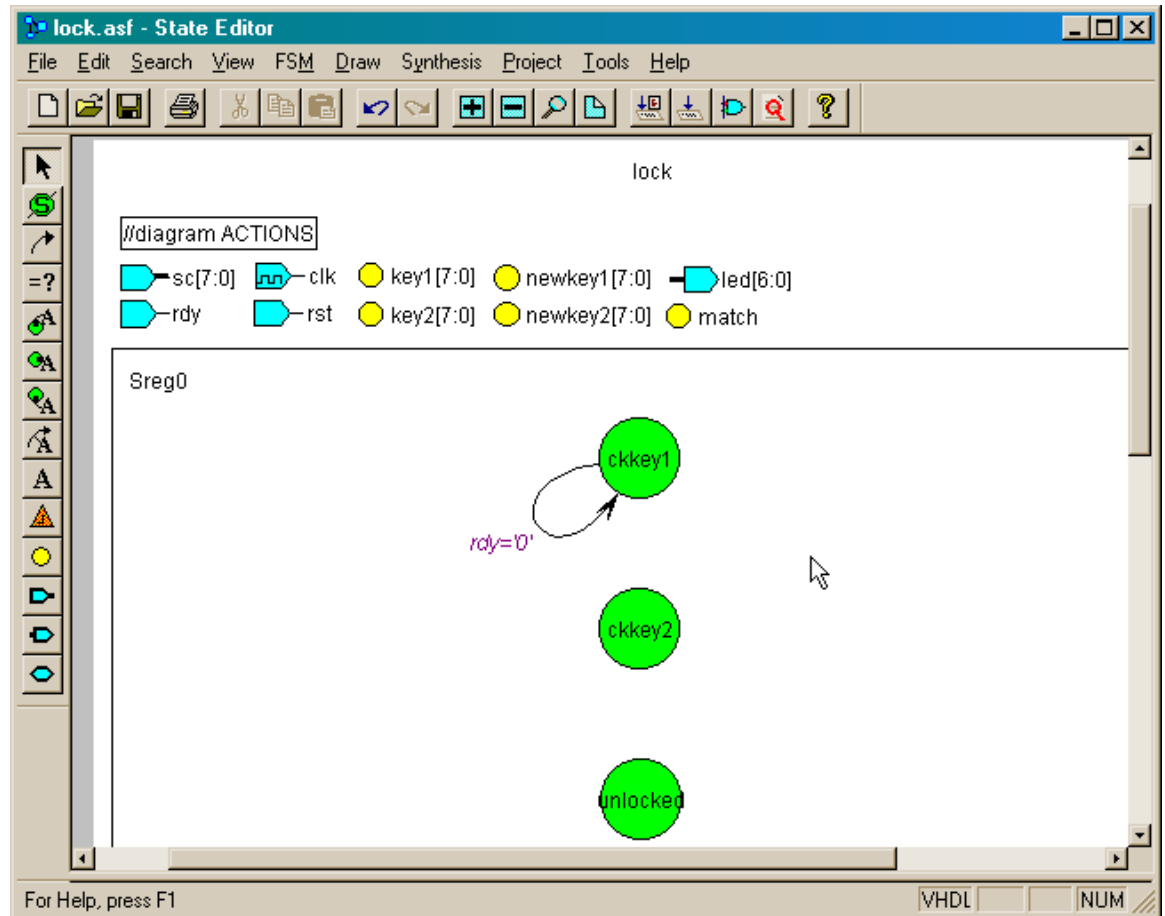 lock.asf - State Editor
File Edit Search View FSM Draw Synthesis Project Tools Help
lock
//diagram ACTIONS
sc[7:0] clk key1[7:0] newkey1[7:0] led[6:0]
rdy rst key2[7:0] newkey2[7:0] match
Sreg0
ckkey1
rdy='0'
ckkey2
unlocked
=?
A
A
A
A
A
For Help, press F1 VHDL NUM